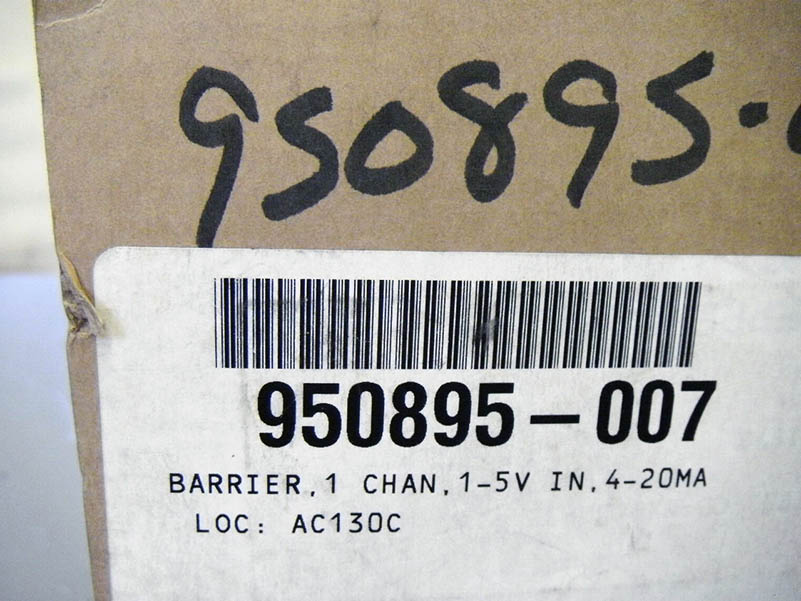 950895-
950895-007
BARRIER,1 CHAN,1-5V IN,4-20MA
LOC: AC130C